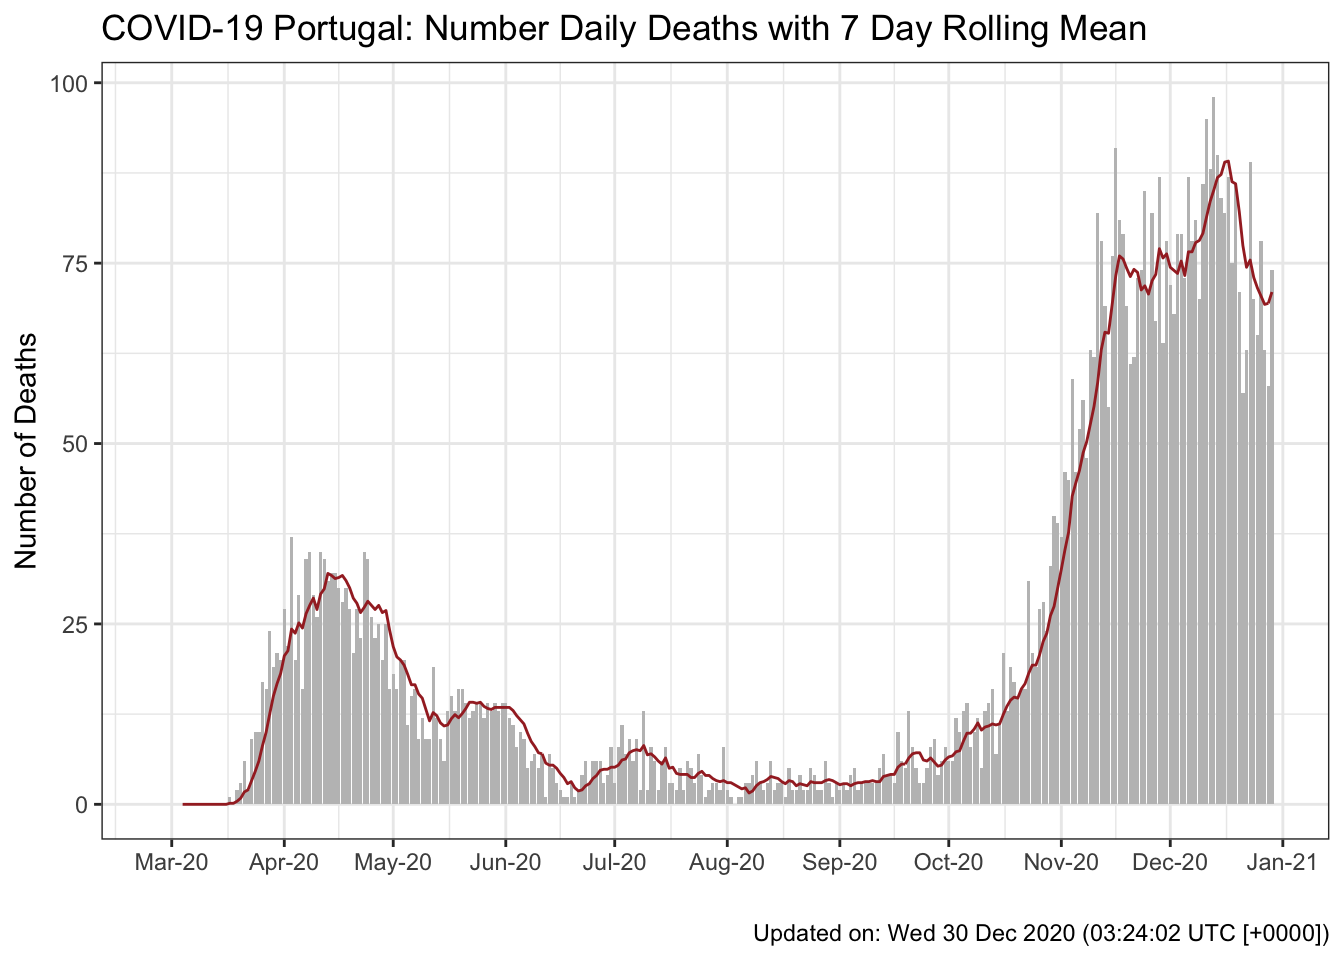 COVID-19 Portugal: Number Daily Deaths with 7 Day Rolling Mean
Number of Deaths
100
75
50
25
0
Mar-20 Apr-20 May-20 Jun-20 Jul-20 Aug-20 Sep-20 Oct-20 Nov-20 Dec-20 Jan-21
Updated on: Wed 30 Dec 2020 (03:24:02 UTC [+0000])